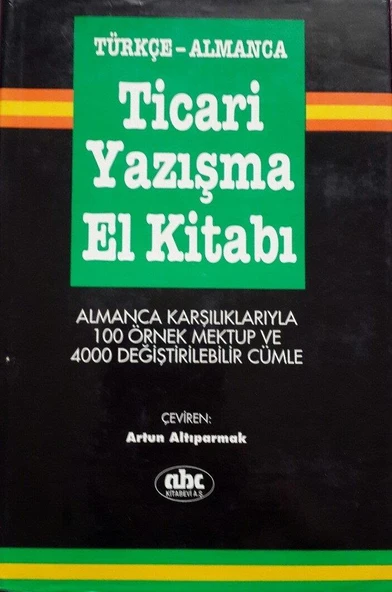 TÜRKÇE – ALMANCA
Ticari
Yazışma
El Kitabı
ALMANCA KARŞILIKLARIYLA
100 ÖRNEK MEKTUP VE
4000 DEĞİŞTİRİLEBİLİR CÜMLE
ÇEVİREN:
Artun Altıparmak
abc
KİTABEVİ A.Ş.